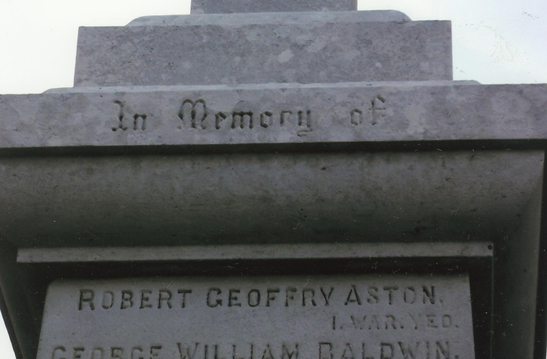 In Memory of
ROBERT GEOFFRY ASTON.
1. WAR. YEO.
GEORGE WILLIAM BALDWIN.